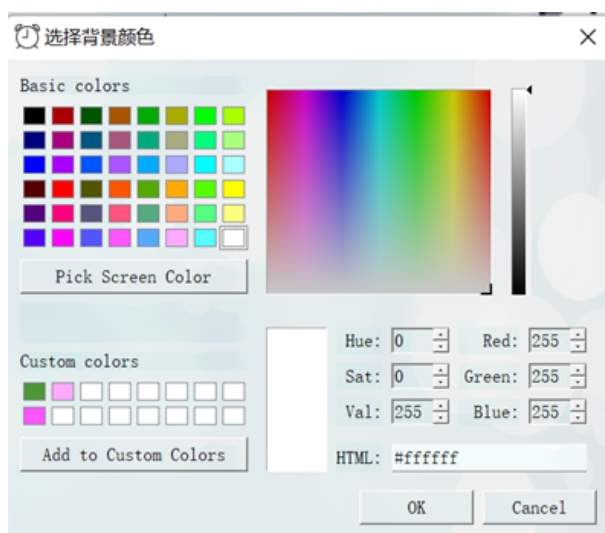 选择背景颜色
Basic colors
Pick Screen Color
Custom colors
Add to Custom Colors
Hue: 0 Red: 255
Sat: 0 Green: 255
Val: 255 Blue: 255
HTML: #ffffff
OK Cancel